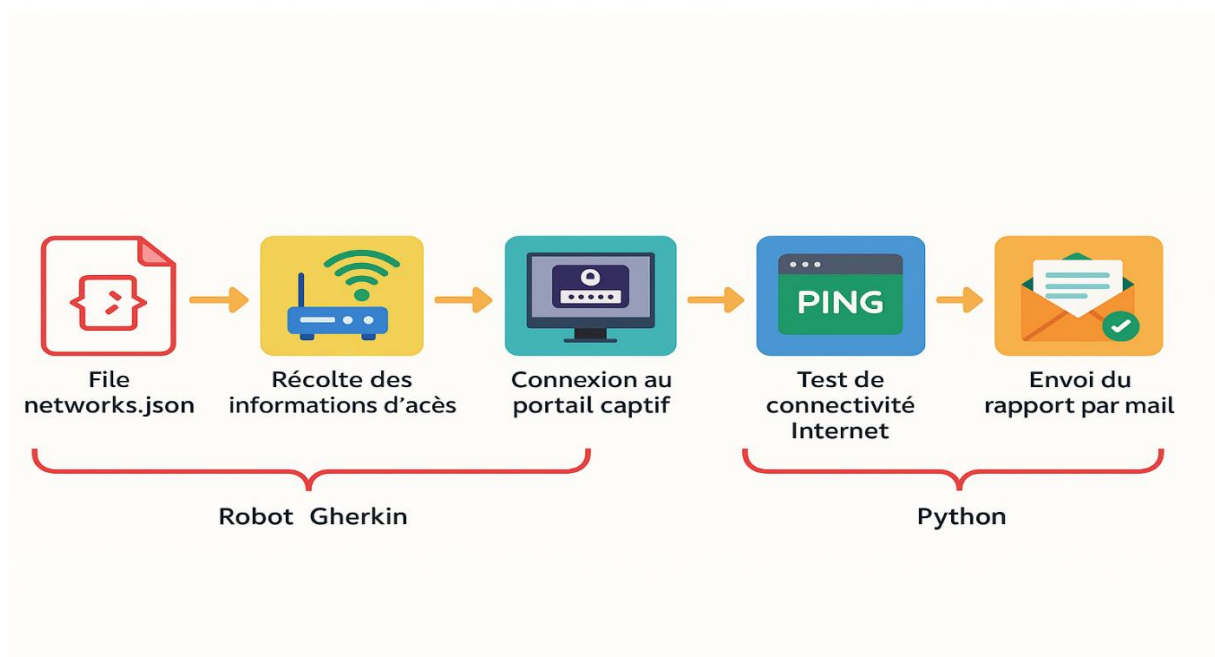 PING
File
networks.json
Récolte des
informations d'acès
Connexion au
portail captif
Test de
connectivité
Internet
Envoi du
rapport par mail
Robot Gherkin
Python